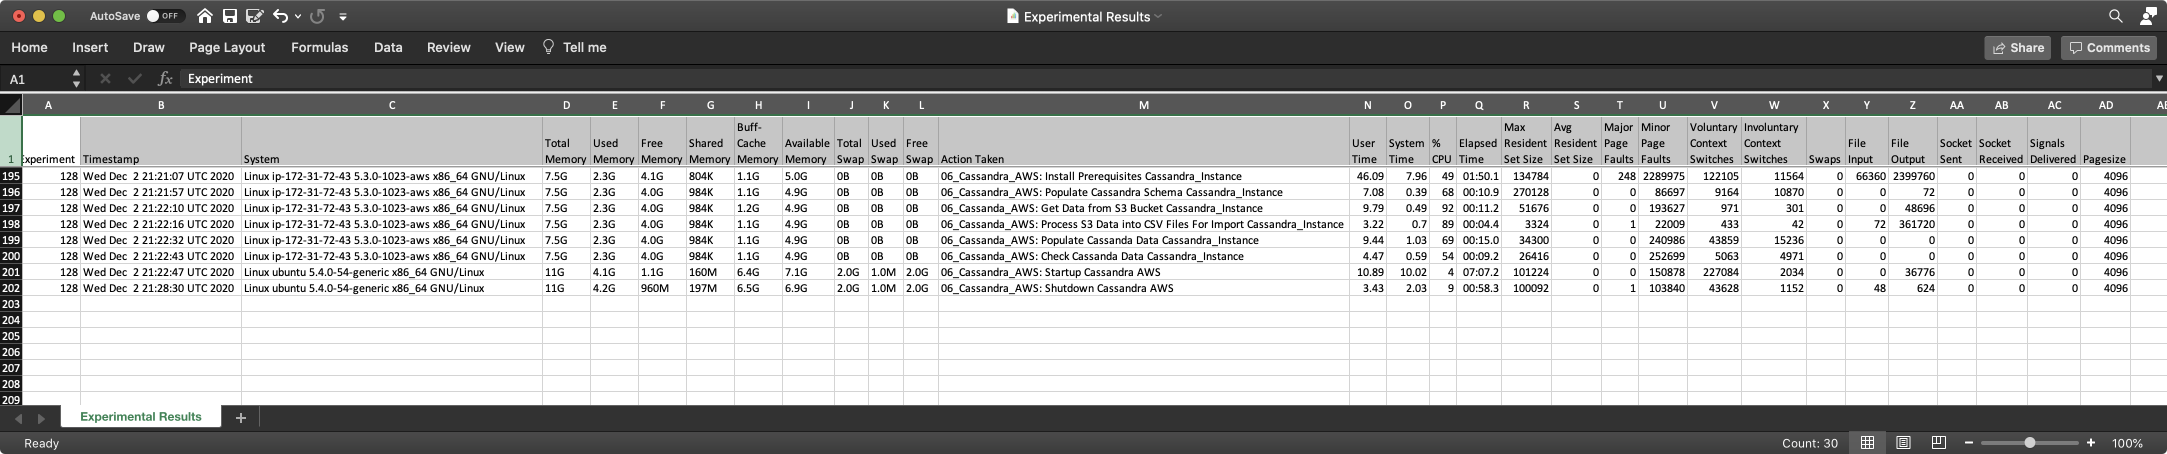 AutoSave OFF Experimental Results
Home Insert Draw Page Layout Formulas Data Review View Tell me Share Comments
A1 fx Experiment
A B C D E F G H I J K L M N O P Q R S T U V W X Y Z AA AB AC AD
Buff- Max Avg Major Minor Voluntary Involuntary
Total Used Free Shared Cache Available Total Used Free User System % Elapsed Resident Resident Page Page Context Context File File Socket Socket Signals
1 Experiment Timestamp System Memory Memory Memory Memory Memory Memory Swap Swap Swap Action Taken Time Time CPU Time Set Size Set Size Faults Faults Switches Switches Swaps Input Output Sent Received Delivered Pagesize
195 128 Wed Dec 2 21:21:07 UTC 2020 Linux ip-172-31-72-43 5.3.0-1023-aws x86_64 GNU/Linux 7.5G 2.3G 4.1G 804K 1.1G 5.0G 0B 0B 0B 06_Cassandra_AWS: Install Prerequisites Cassandra_Instance 46.09 7.96 49 01:50.1 134784 0 248 2289975 122105 11564 0 66360 2399760 0 0 0 4096
196 128 Wed Dec 2 21:21:57 UTC 2020 Linux ip-172-31-72-43 5.3.0-1023-aws x86_64 GNU/Linux 7.5G 2.3G 4.0G 984K 1.1G 4.9G 0B 0B 0B 06_Cassandra_AWS: Populate Cassandra Schema Cassandra_Instance 7.08 0.39 68 00:10.9 270128 0 0 86697 9164 10870 0 0 72 0 0 0 4096
197 128 Wed Dec 2 21:22:10 UTC 2020 Linux ip-172-31-72-43 5.3.0-1023-aws x86_64 GNU/Linux 7.5G 2.3G 4.0G 984K 1.2G 4.9G 0B 0B 0B 06_Cassanda_AWS: Get Data from S3 Bucket Cassandra_Instance 9.79 0.49 92 00:11.2 51676 0 0 193627 971 301 0 0 48696 0 0 0 4096
198 128 Wed Dec 2 21:22:16 UTC 2020 Linux ip-172-31-72-43 5.3.0-1023-aws x86_64 GNU/Linux 7.5G 2.3G 4.0G 984K 1.1G 4.9G 0B 0B 0B 06_Cassanda_AWS: Process S3 Data into CSV Files For Import Cassandra_Instance 3.22 0.7 89 00:04.4 3324 0 1 22009 433 42 0 72 361720 0 0 0 4096
199 128 Wed Dec 2 21:22:32 UTC 2020 Linux ip-172-31-72-43 5.3.0-1023-aws x86_64 GNU/Linux 7.5G 2.3G 4.0G 984K 1.1G 4.9G 0B 0B 0B 06_Cassanda_AWS: Populate Cassanda Data Cassandra_Instance 9.44 1.03 69 00:15.0 34300 0 0 240986 43859 15236 0 0 0 0 0 0 4096
200 128 Wed Dec 2 21:22:43 UTC 2020 Linux ip-172-31-72-43 5.3.0-1023-aws x86_64 GNU/Linux 7.5G 2.3G 4.0G 984K 1.1G 4.9G 0B 0B 0B 06_Cassanda_AWS: Check Cassanda Data Cassandra_Instance 4.47 0.59 54 00:09.2 26416 0 0 252699 5063 4971 0 0 0 0 0 0 4096
201 128 Wed Dec 2 21:22:47 UTC 2020 Linux ubuntu 5.4.0-54-generic x86_64 GNU/Linux 11G 4.1G 1.1G 160M 6.4G 7.1G 2.0G 1.0M 2.0G 06_Cassandra_AWS: Startup Cassandra AWS 10.89 10.02 4 07:07.2 101224 0 0 150878 227084 2034 0 0 36776 0 0 0 4096
202 128 Wed Dec 2 21:28:30 UTC 2020 Linux ubuntu 5.4.0-54-generic x86_64 GNU/Linux 11G 4.2G 960M 197M 6.5G 6.9G 2.0G 1.0M 2.0G 06_Cassandra_AWS: Shutdown Cassandra AWS 3.43 2.03 9 00:58.3 100092 0 1 103840 43628 1152 0 48 624 0 0 0 4096
203
204
205
206
207
208
209
Experimental Results +
Ready Count: 30 100%